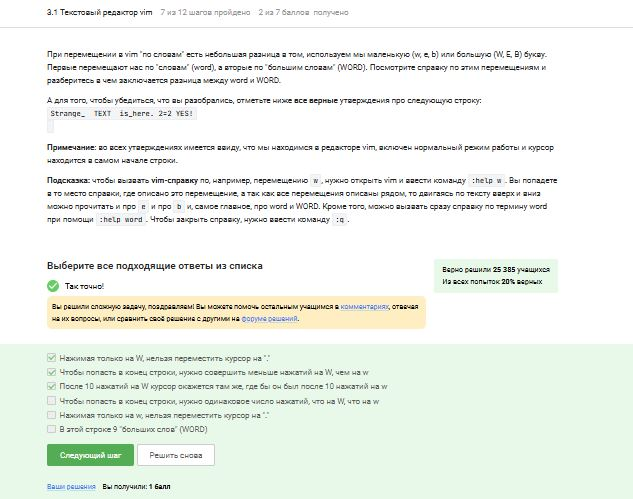 3.1 Текстовый редактор vim 7 из 12 шагов пройдено 2 из 7 баллов получено
При перемещении в vim "по словам" есть небольшая разница в том, используем мы маленькую (w, e, b) или большую (W, E, B) букву.
Первые перемещают нас по "словам" (word), а вторые по "большим словам" (WORD). Посмотрите справку по этим перемещениям и
разберитесь в чем заключается разница между word и WORD.
А для того, чтобы убедиться, что вы разобрались, отметьте ниже все верные утверждения про следующую строку:
Strange_ TEXT is_here. 2=2 YES!
Примечание: во всех утверждениях имеется ввиду, что мы находимся в редакторе vim, включен нормальный режим работы и курсор
находится в самом начале строки.
Подсказка: чтобы вызвать vim-справку по, например, перемещению w, нужно открыть vim и ввести команду :help w. Вы попадете
в то место справки, где описано это перемещение, а так как все перемещения описаны рядом, то двигаясь по тексту вверх и вниз
можно прочитать и про e и про b и, самое главное, про word и WORD. Кроме того, можно вызвать сразу справку по термину word
при помощи :help word. Чтобы закрыть справку, нужно ввести команду :q.
Выберите все подходящие ответы из списка
Верно решили 25 385 учащихся
Из всех попыток 20% верных
Так точно!
Вы решили сложную задачу, поздравляем! Вы можете помочь остальным учащимся в комментариях, отвечая
на их вопросы, или сравнить своё решение с другими на форуме решений.
Нажимая только на W, нельзя переместить курсор на "."
Чтобы попасть в конец строки, нужно совершить меньше нажатий на W, чем на w
После 10 нажатий на W курсор окажется там же, где бы он был после 10 нажатий на w
Чтобы попасть в конец строки, нужно одинаковое число нажатий, что на W, что на w
Нажимая только на w, нельзя переместить курсор на "."
В этой строке 9 "больших слов" (WORD)
Следующий шаг Решить снова
Ваши решения Вы получили: 1 балл